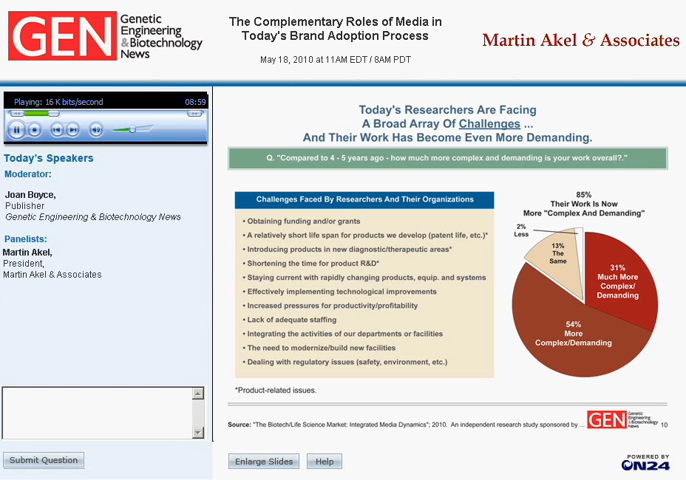 GEN Genetic
Engineering
& Biotechnology
News
The Complementary Roles of Media in
Today's Brand Adoption Process
May 18, 2010 at 11AM EDT / 8AM PDT
Martin Akel & Associates
Playing: 16 K bits/second 08:59
Today's Speakers
Moderator:
Joan Boyce,
Publisher
Genetic Engineering & Biotechnology News
Panelists:
Martin Akel,
President,
Martin Akel & Associates
Submit Question
Today's Researchers Are Facing
A Broad Array Of Challenges ...
And Their Work Has Become Even More Demanding.
Q. "Compared to 4 - 5 years ago - how much more complex and demanding is your work overall?."
Challenges Faced By Researchers And Their Organizations
• Obtaining funding and/or grants
• A relatively short life span for products we develop (patent life, etc.)*
• Introducing products in new diagnostic/therapeutic areas*
• Shortening the time for product R&D*
• Staying current with rapidly changing products, equip. and systems
• Effectively implementing technological improvements
• Increased pressures for productivity/profitability
• Lack of adequate staffing
• Integrating the activities of our departments or facilities
• The need to modernize/build new facilities
• Dealing with regulatory issues (safety, environment, etc.)
*Product-related issues.
85%
Their Work Is Now
More "Complex And Demanding"
2%
Less
13%
The
Same
31%
Much More
Complex/
Demanding
54%
More
Complex/Demanding
Source: "The Biotech/Life Science Market: Integrated Media Dynamics"; 2010. An independent research study sponsored by ...
GEN Genetic
Engineering
& Biotechnology
News
10
Enlarge Slides
Help
POWERED BY
ON24